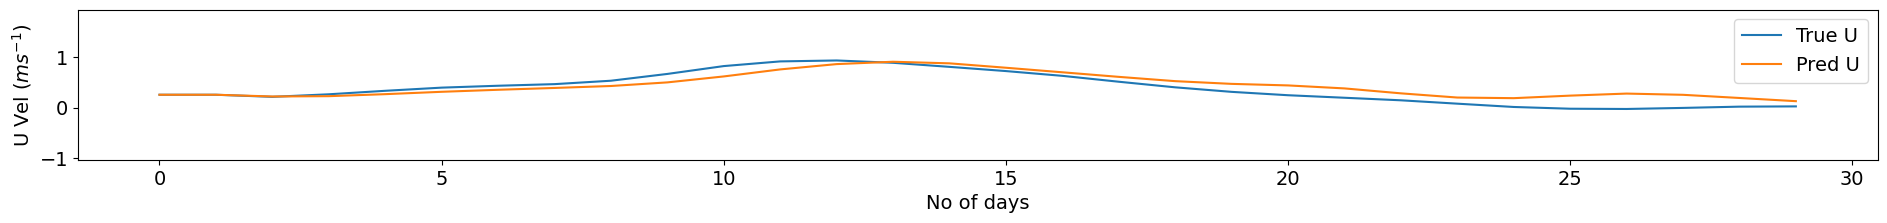 U Vel (ms⁻¹)
1
0
−1
True U
Pred U
0 5 10 15 20 25 30
No of days